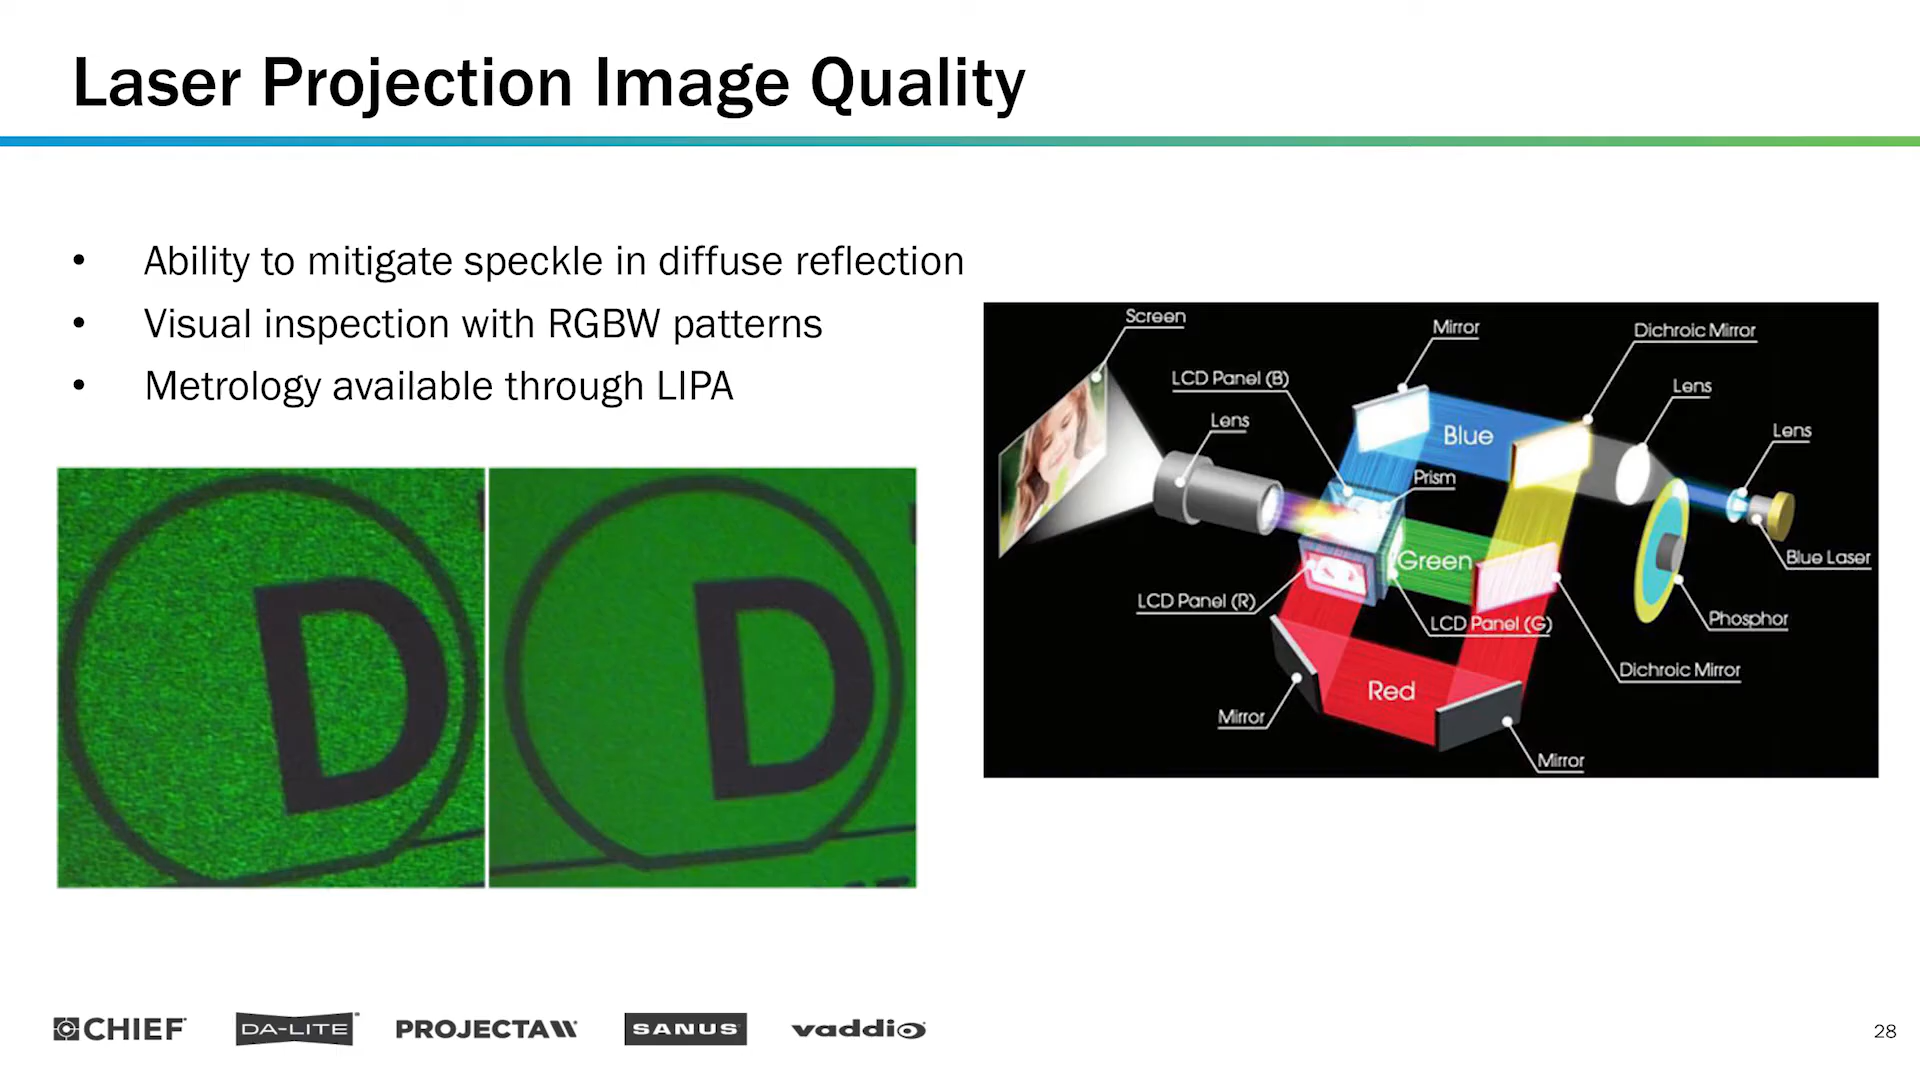 Laser Projection Image Quality
• Ability to mitigate speckle in diffuse reflection
• Visual inspection with RGBW patterns
• Metrology available through LIPA
D
D
Screen
Mirror
Dichroic Mirror
LCD Panel (B)
Lens
Lens
Lens
Blue
Prism
Green
Blue Laser
LCD Panel (R)
LCD Panel (G)
Phosphor
Dichroic Mirror
Red
Mirror
Mirror
CHIEF
DA-LITE
PROJECTA
SANUS
vaddio
28